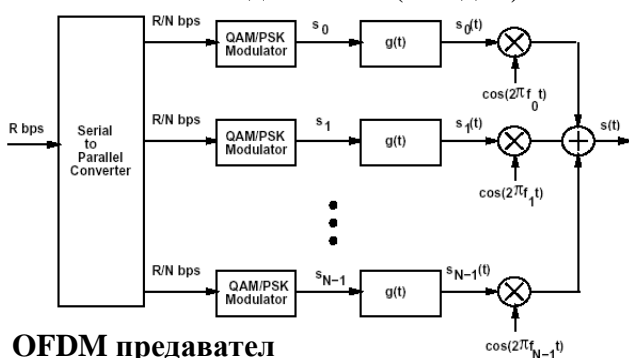 R bps
Serial
to
Parallel
Converter
R/N bps
QAM/PSK
Modulator
s0
g(t)
s0(t)
cos(2πf0t)
R/N bps
QAM/PSK
Modulator
s1
g(t)
s1(t)
cos(2πf1t)
s(t)
R/N bps
QAM/PSK
Modulator
sN−1
g(t)
sN−1(t)
cos(2πfN−1t)
OFDM предавател